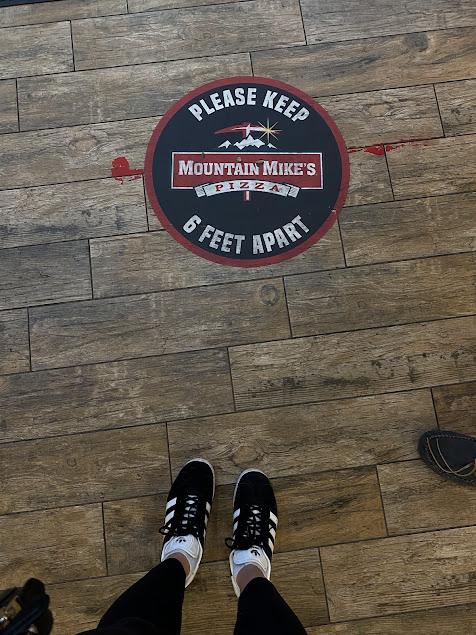 PLEASE KEEP
MOUNTAIN MIKE'S
PIZZA
6 FEET APART